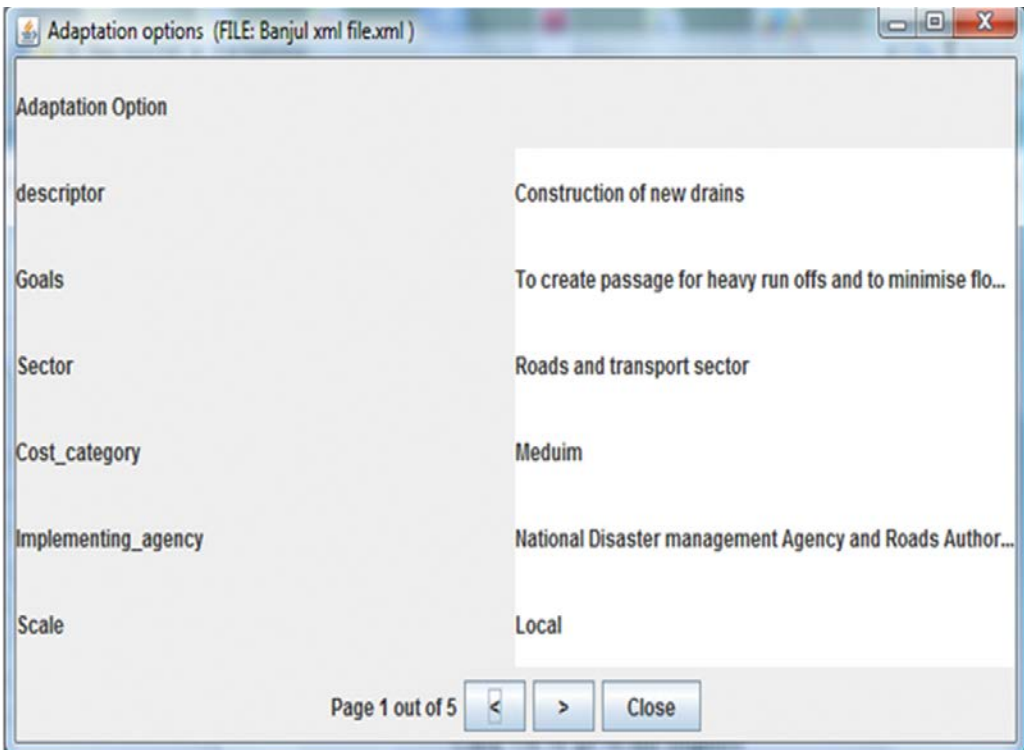 Adaptation options (FILE: Banjul xml file.xml )
Adaptation Option
descriptor Construction of new drains
Goals To create passage for heavy run offs and to minimise flo...
Sector Roads and transport sector
Cost_category Meduim
Implementing_agency National Disaster management Agency and Roads Author...
Scale Local
Page 1 out of 5 < > Close